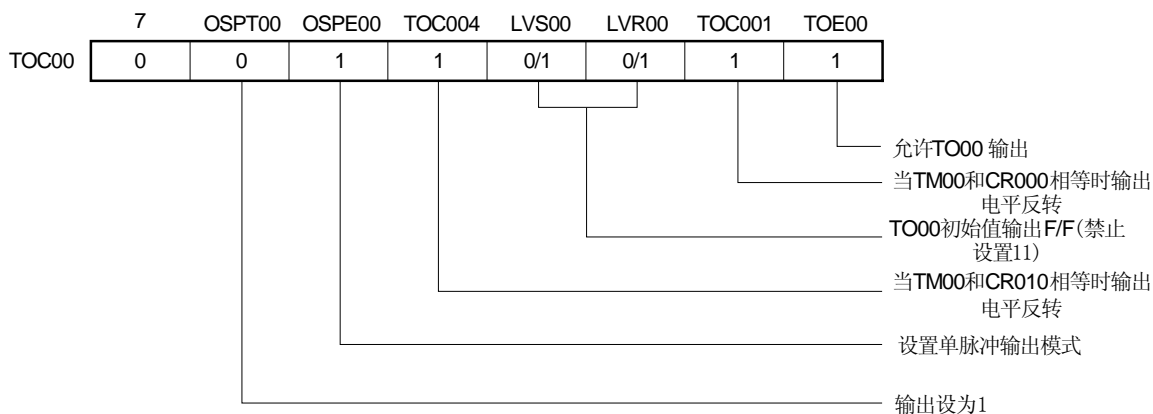 7 OSPT00 OSPE00 TOC004 LVS00 LVR00 TOC001 TOE00
TOC00 0 0 1 1 0/1 0/1 1 1
允许TO00 输出
当TM00和CR000相等时输出
电平反转
TO00初始值输出F/F(禁止
设置11)
当TM00和CR010相等时输出
电平反转
设置单脉冲输出模式
输出设为1